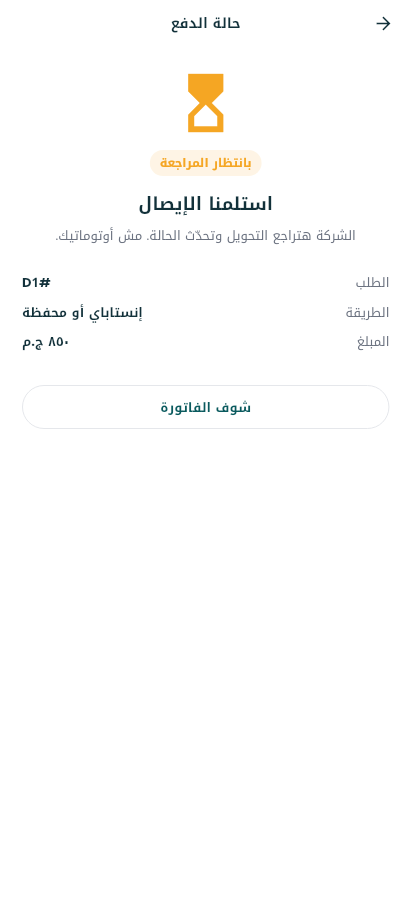 حالة الدفع
بانتظار المراجعة
استلمنا الإيصال
الشركة هتراجع التحويل وتحدّث الحالة. مش أوتوماتيك.
الطلب #D1
الطريقة إنستاباي أو محفظة
المبلغ ٨٥٠ ج.م
شوف الفاتورة